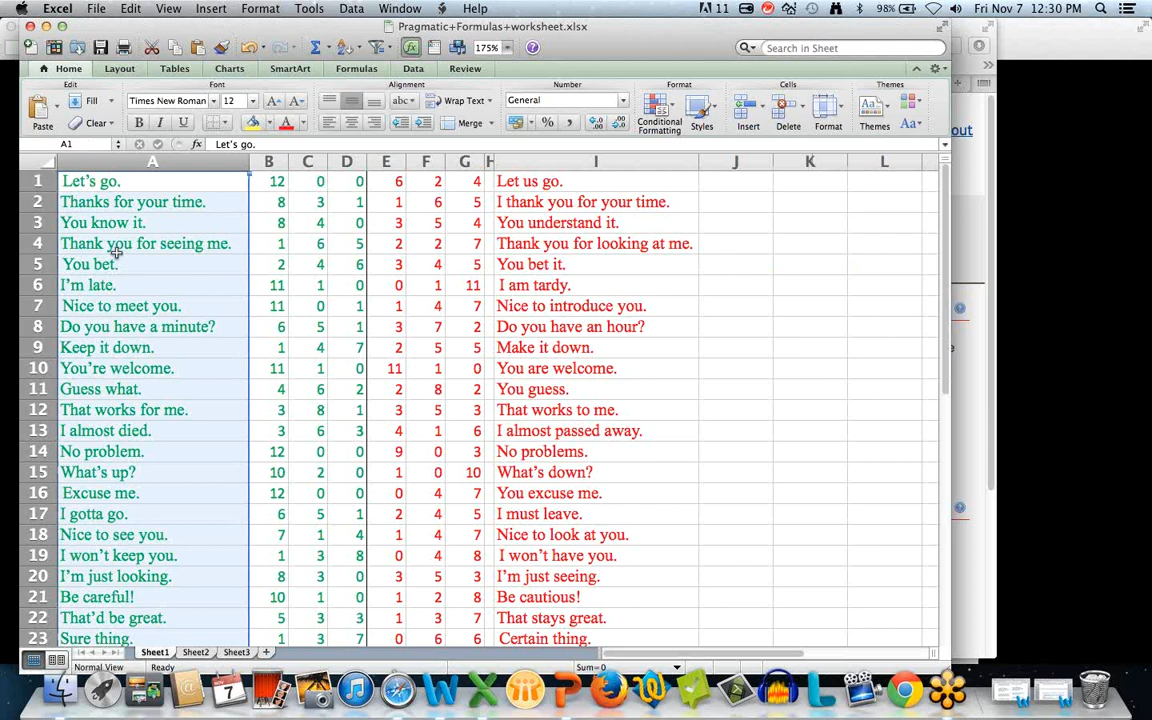 Excel File Edit View Insert Format Tools Data Window Help 11 98% Fri Nov 7 12:30 PM
Pragmatic+Formulas+worksheet.xlsx
175% Search in Sheet
Home Layout Tables Charts SmartArt Formulas Data Review
Edit Font Alignment Number Format Cells Themes
Paste Fill Times New Roman 12 A A abc Wrap Text General Conditional Formatting Styles Insert Delete Format Themes Aa
Clear B I U A Merge % out
A1 fx Let's go.
A B C D E F G H I J K L
1 Let's go. 12 0 0 6 2 4 Let us go.
2 Thanks for your time. 8 3 1 1 6 5 I thank you for your time.
3 You know it. 8 4 0 3 5 4 You understand it.
4 Thank you for seeing me. 1 6 5 2 2 7 Thank you for looking at me.
5 You bet. 2 4 6 3 4 5 You bet it.
6 I'm late. 11 1 0 0 1 11 I am tardy.
7 Nice to meet you. 11 0 1 1 4 7 Nice to introduce you.
8 Do you have a minute? 6 5 1 3 7 2 Do you have an hour?
9 Keep it down. 1 4 7 2 5 5 Make it down.
10 You're welcome. 11 1 0 11 1 0 You are welcome.
11 Guess what. 4 6 2 2 8 2 You guess.
12 That works for me. 3 8 1 3 5 3 That works to me.
13 I almost died. 3 6 3 4 1 6 I almost passed away.
14 No problem. 12 0 0 9 0 3 No problems.
15 What's up? 10 2 0 1 0 10 What's down?
16 Excuse me. 12 0 0 0 4 7 You excuse me.
17 I gotta go. 6 5 1 2 4 5 I must leave.
18 Nice to see you. 7 1 4 1 4 7 Nice to look at you.
19 I won't keep you. 1 3 8 0 4 8 I won't have you.
20 I'm just looking. 8 3 0 3 5 3 I'm just seeing.
21 Be careful! 10 1 0 1 2 8 Be cautious!
22 That'd be great. 5 3 3 1 3 7 That stays great.
23 Sure thing. 1 3 7 0 6 6 Certain thing.
Sheet1 Sheet2 Sheet3 +
Normal View Ready Sum=0
7